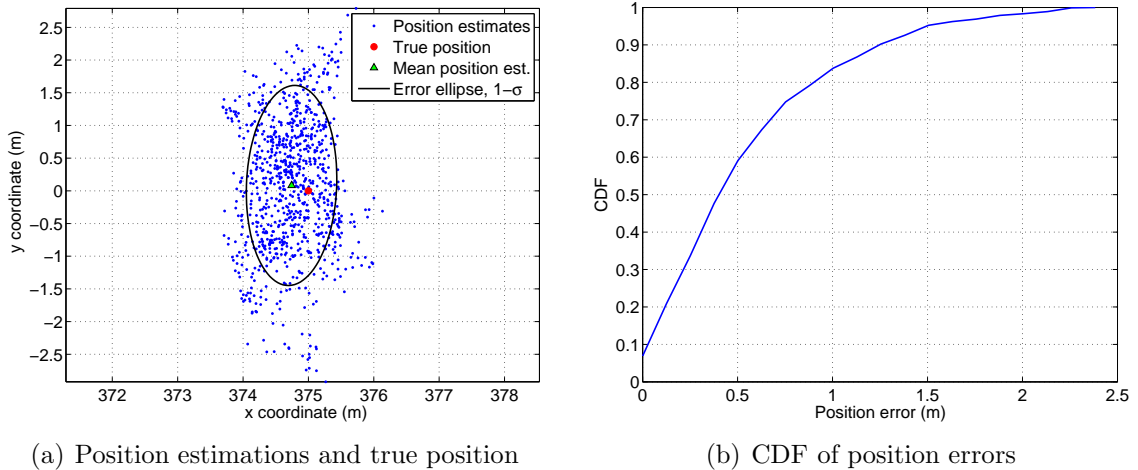 Position estimates
True position
Mean position est.
Error ellipse, 1−σ
y coordinate (m)
2.5
2
1.5
1
0.5
0
−0.5
−1
−1.5
−2
−2.5
372 373 374 375 376 377 378
x coordinate (m)
(a) Position estimations and true position
CDF
1
0.9
0.8
0.7
0.6
0.5
0.4
0.3
0.2
0.1
0
0 0.5 1 1.5 2 2.5
Position error (m)
(b) CDF of position errors